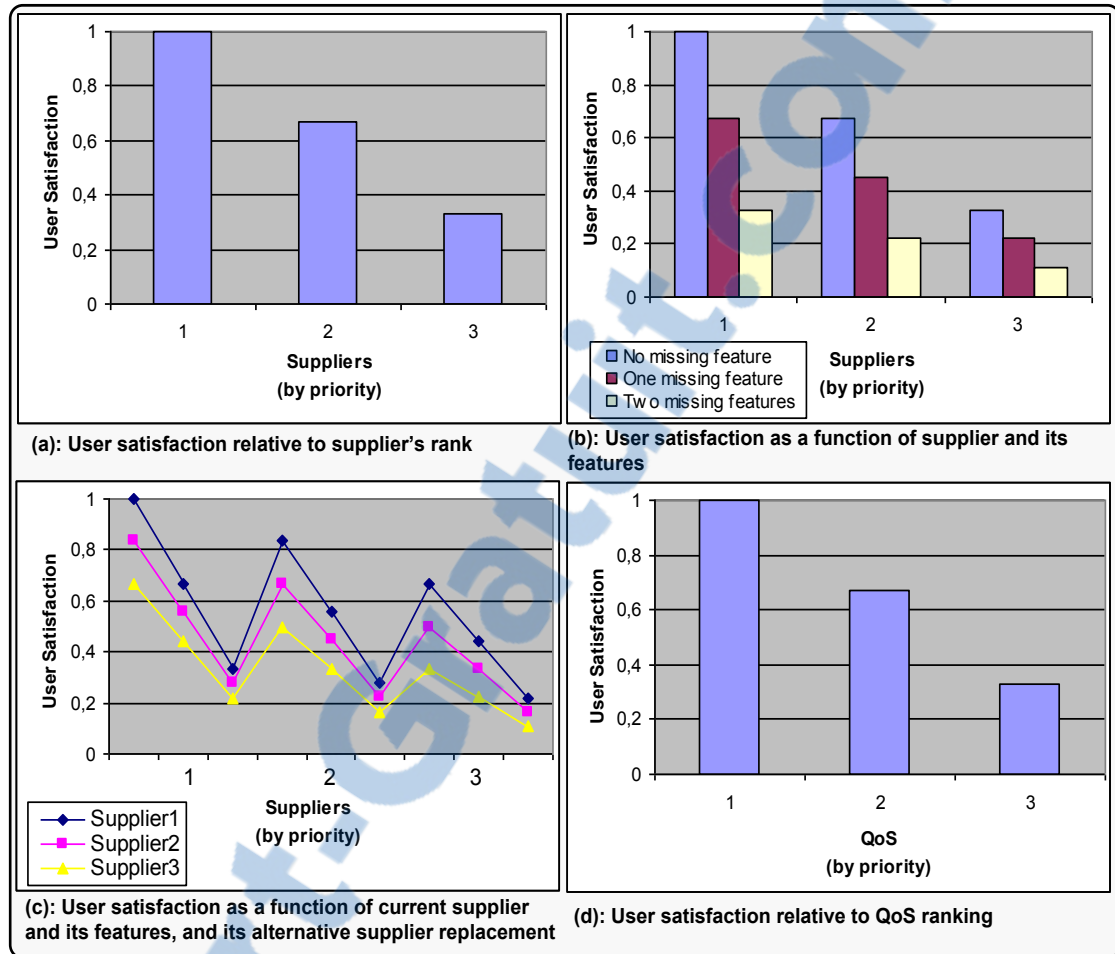 1
0,8
0,6
0,4
0,2
0
User Satisfaction
1 2 3
Suppliers
(by priority)
(a): User satisfaction relative to supplier's rank
1
0,8
0,6
0,4
0,2
0
User Satisfaction
1 2 3
No missing feature
One missing feature
Two missing features
Suppliers
(by priority)
(b): User satisfaction as a function of supplier and its
features
1
0,8
0,6
0,4
0,2
0
User Satisfaction
1 2 3
Suppliers
(by priority)
Supplier1
Supplier2
Supplier3
(c): User satisfaction as a function of current supplier
and its features, and its alternative supplier replacement
1
0,8
0,6
0,4
0,2
0
User Satisfaction
1 2 3
QoS
(by priority)
(d): User satisfaction relative to QoS ranking
rt-Gratuit.com